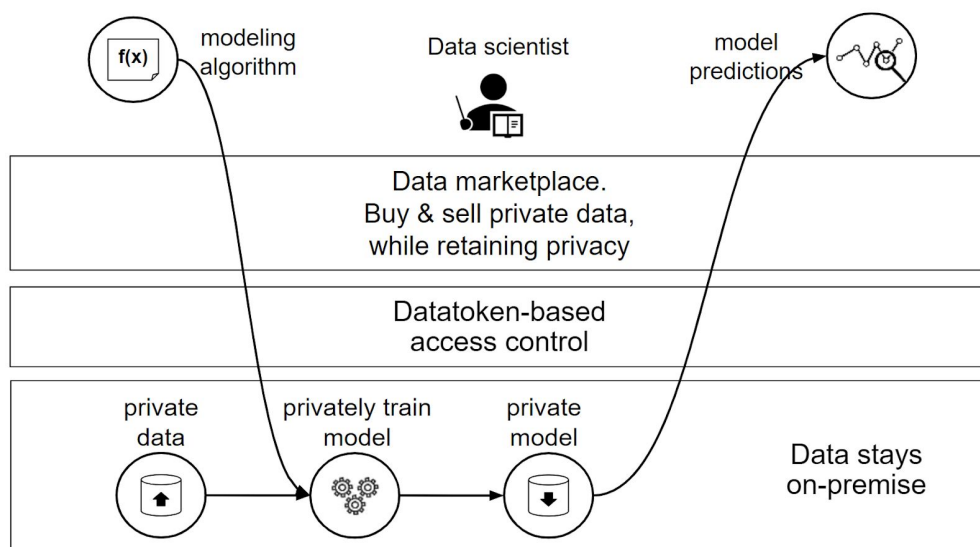 f(x)
modeling
algorithm
Data scientist
model
predictions
Data marketplace.
Buy & sell private data,
while retaining privacy
Datatoken-based
access control
private
data
privately train
model
private
model
Data stays
on-premise